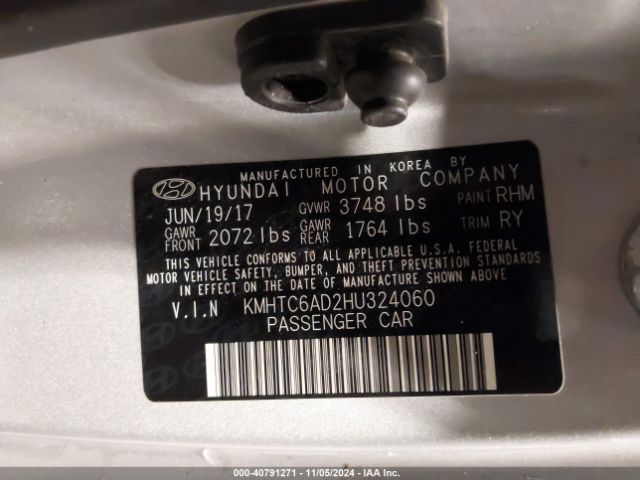 MANUFACTURED IN KOREA BY
HYUNDAI MOTOR COMPANY
JUN/19/17 GVWR 3748 lbs PAINT RHM
GAWR FRONT 2072 lbs GAWR REAR 1764 lbs TRIM RY
THIS VEHICLE CONFORMS TO ALL APPLICABLE U.S.A. FEDERAL
MOTOR VEHICLE SAFETY, BUMPER, AND THEFT PREVENTION STANDARDS
IN EFFECT ON THE DATE OF MANUFACTURE SHOWN ABOVE.
V.I.N KMHTC6AD2HU324060
PASSENGER CAR
000-40791271 - 11/05/2024 - IAA Inc.